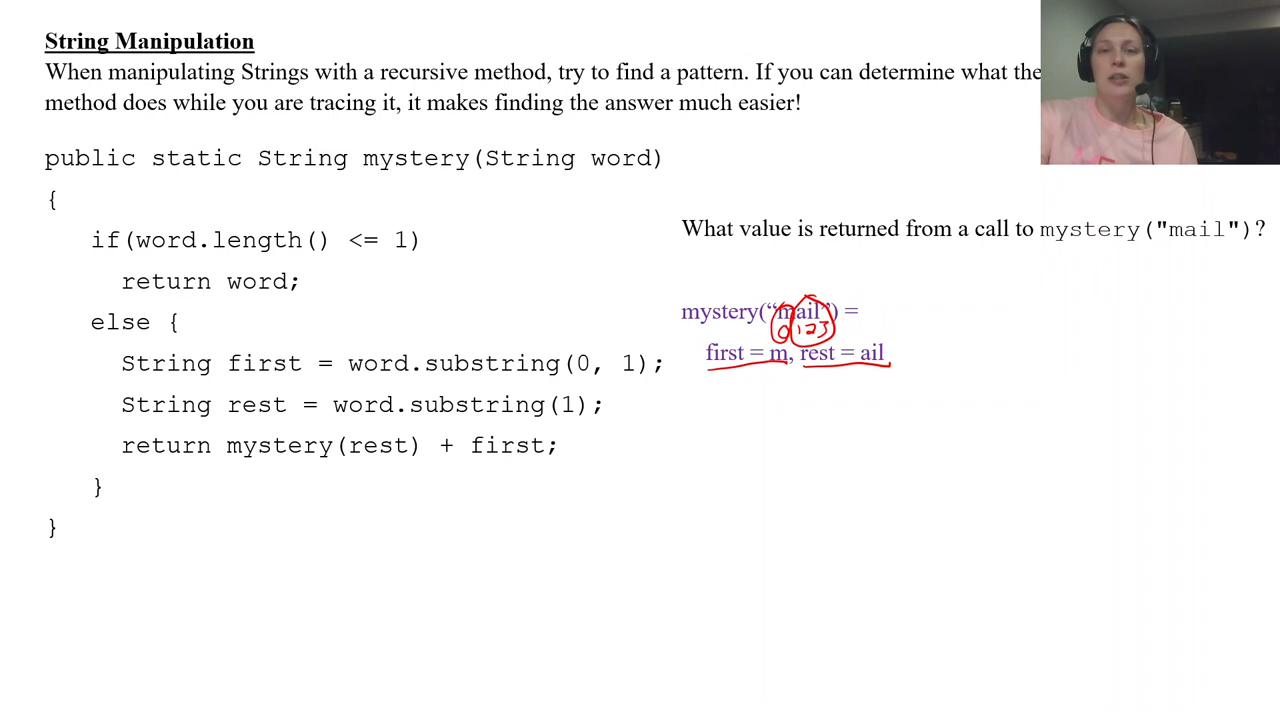 String Manipulation
When manipulating Strings with a recursive method, try to find a pattern. If you can determine what the
method does while you are tracing it, it makes finding the answer much easier!
public static String mystery(String word)
{
if(word.length() <= 1)
return word;
else {
String first = word.substring(0, 1);
String rest = word.substring(1);
return mystery(rest) + first;
}
}
What value is returned from a call to mystery("mail")?
mystery(“mail”) =
0 123
first = m, rest = ail